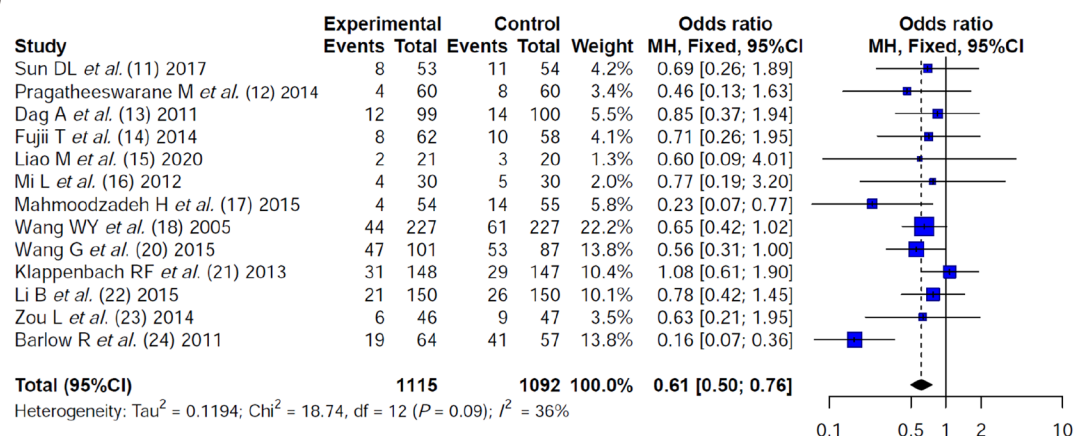 Experimental Control Odds ratio Odds ratio
Study Events Total Events Total Weight MH, Fixed, 95%CI MH, Fixed, 95%CI
Sun DL et al. (11) 2017 8 53 11 54 4.2% 0.69 [0.26; 1.89]
Pragatheeswarane M et al. (12) 2014 4 60 8 60 3.4% 0.46 [0.13; 1.63]
Dag A et al. (13) 2011 12 99 14 100 5.5% 0.85 [0.37; 1.94]
Fujii T et al. (14) 2014 8 62 10 58 4.1% 0.71 [0.26; 1.95]
Liao M et al. (15) 2020 2 21 3 20 1.3% 0.60 [0.09; 4.01]
Mi L et al. (16) 2012 4 30 5 30 2.0% 0.77 [0.19; 3.20]
Mahmoodzadeh H et al. (17) 2015 4 54 14 55 5.8% 0.23 [0.07; 0.77]
Wang WY et al. (18) 2005 44 227 61 227 22.2% 0.65 [0.42; 1.02]
Wang G et al. (20) 2015 47 101 53 87 13.8% 0.56 [0.31; 1.00]
Klappenbach RF et al. (21) 2013 31 148 29 147 10.4% 1.08 [0.61; 1.90]
Li B et al. (22) 2015 21 150 26 150 10.1% 0.78 [0.42; 1.45]
Zou L et al. (23) 2014 6 46 9 47 3.5% 0.63 [0.21; 1.95]
Barlow R et al. (24) 2011 19 64 41 57 13.8% 0.16 [0.07; 0.36]
Total (95%CI) 1115 1092 100.0% 0.61 [0.50; 0.76]
Heterogeneity: Tau² = 0.1194; Chi² = 18.74, df = 12 (P = 0.09); I² = 36%
0.1 0.5 1 2 10